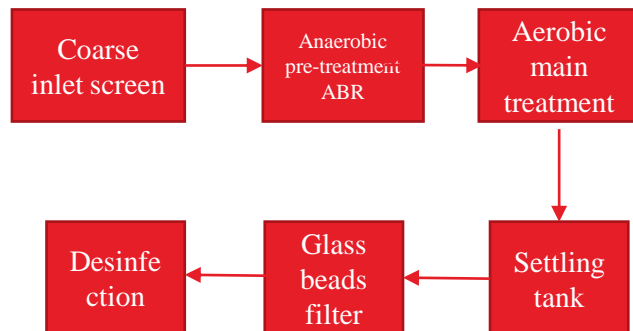 Coarse
inlet screen
Anaerobic
pre-treatment
ABR
Aerobic
main
treatment
Desinfe
ction
Glass
beads
filter
Settling
tank